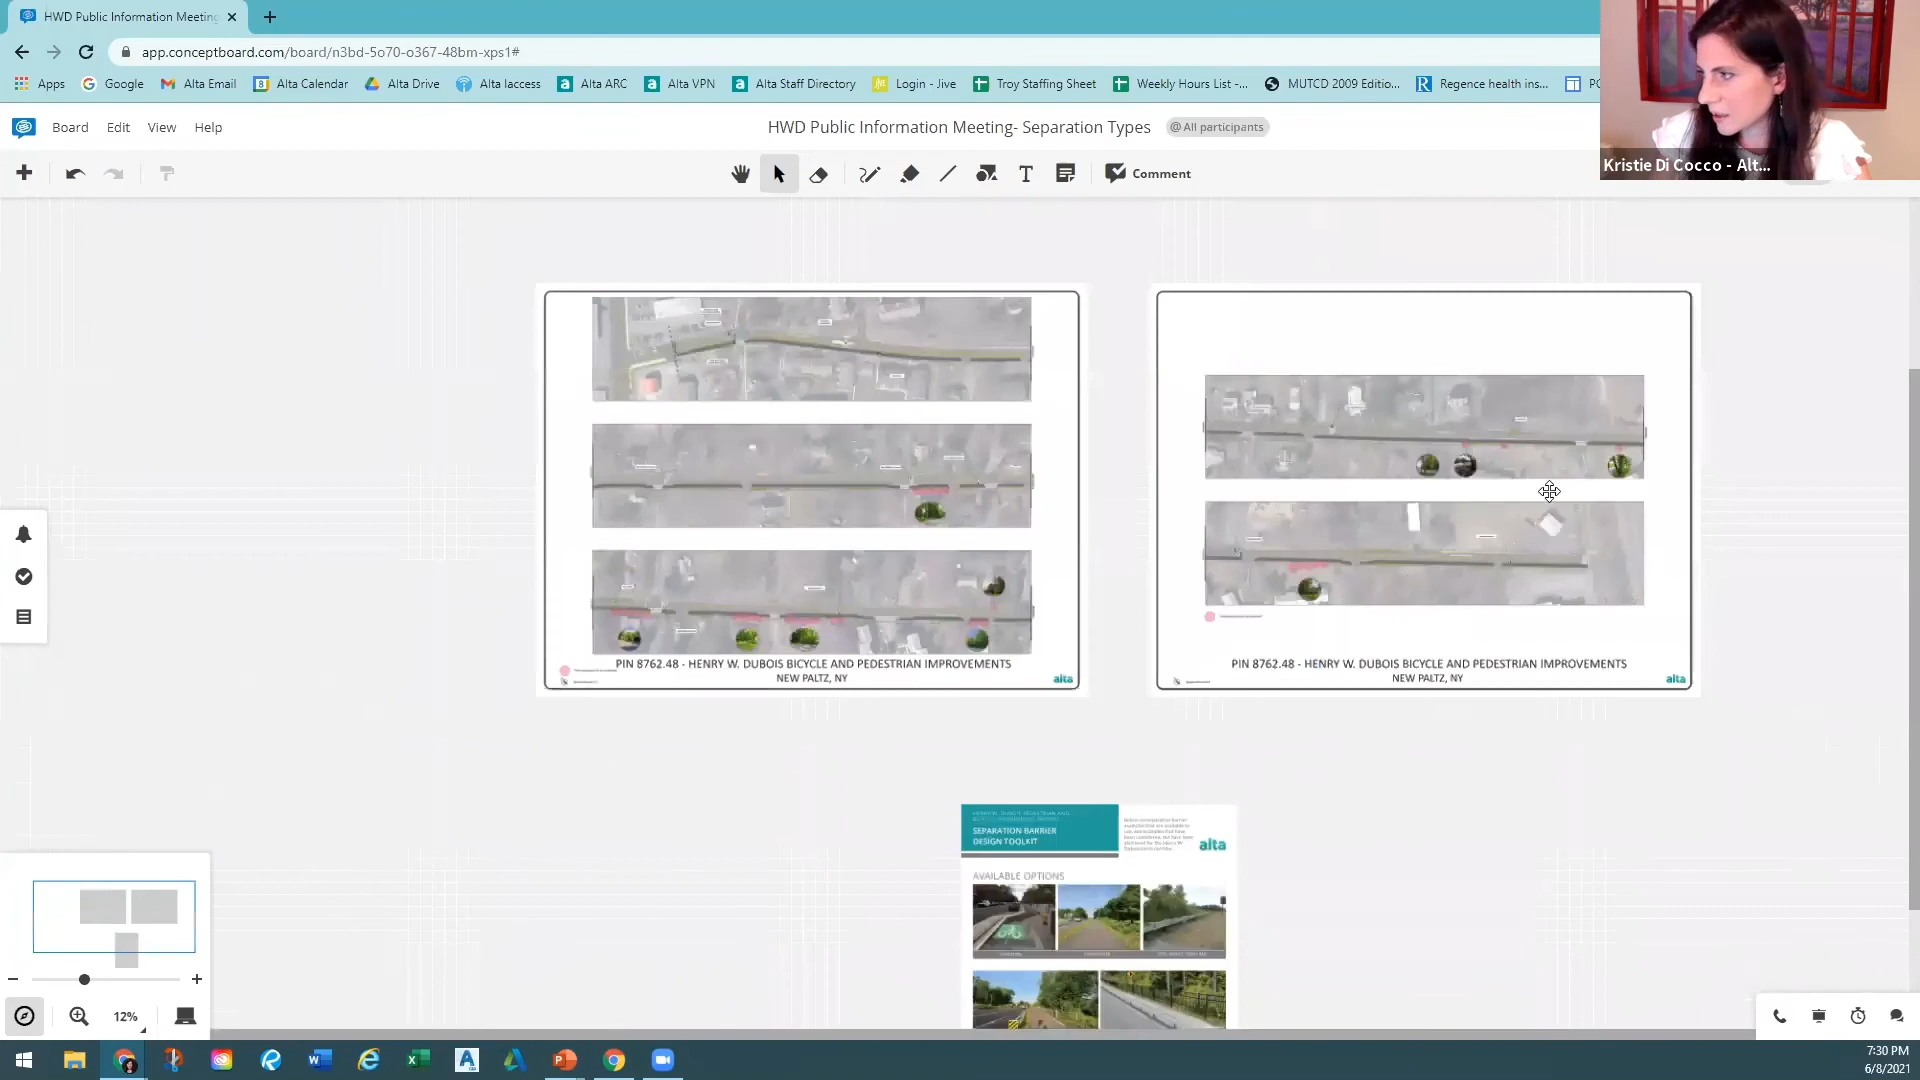 HWD Public Information Meeting
app.conceptboard.com/board/n3bd-5o70-o367-48bm-xps1#
Apps Google Alta Email Alta Calendar Alta Drive Alta Iaccess Alta ARC Alta VPN Alta Staff Directory Login - Jive Troy Staffing Sheet Weekly Hours List -... MUTCD 2009 Editio... Regence health ins...
Kristie Di Cocco - Alt...
Board Edit View Help
HWD Public Information Meeting- Separation Types @ All participants
Comment
PIN 8762.48 - HENRY W. DUBOIS BICYCLE AND PEDESTRIAN IMPROVEMENTS
NEW PALTZ, NY
alta
PIN 8762.48 - HENRY W. DUBOIS BICYCLE AND PEDESTRIAN IMPROVEMENTS
NEW PALTZ, NY
alta
SEPARATION BARRIER
DESIGN TOOLKIT
alta
AVAILABLE OPTIONS
12%
7:30 PM
6/8/2021